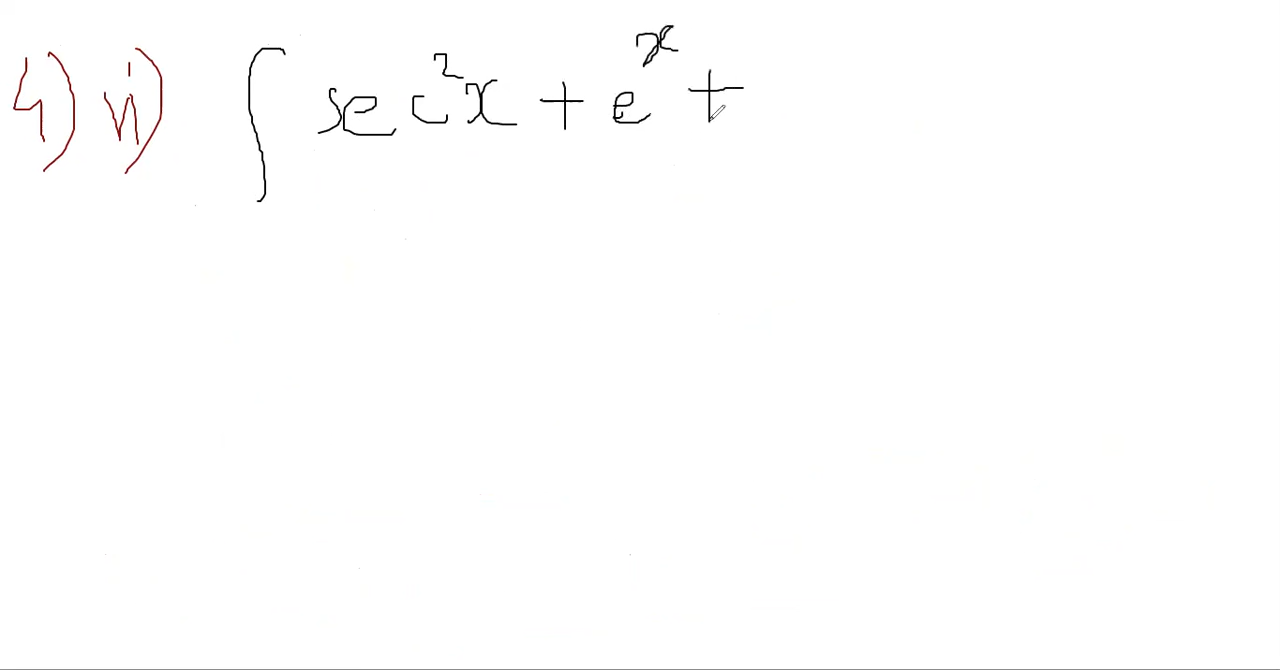 4) vi) ∫ sec²x + eˣ +